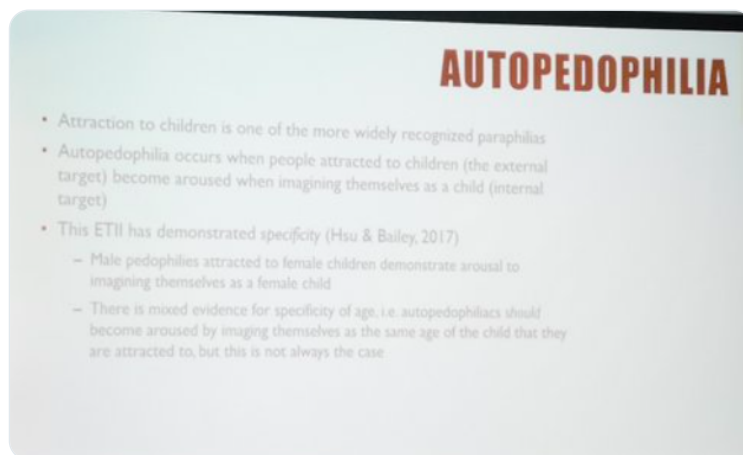 AUTOPEDOPHILIA
• Attraction to children is one of the more widely recognized paraphilias
• Autopedophilia occurs when people attracted to children (the external
target) become aroused when imagining themselves as a child (internal
target)
• This ETII has demonstrated specificity (Hsu & Bailey, 2017)
– Male pedophilies attracted to female children demonstrate arousal to
imagining themselves as a female child
– There is mixed evidence for specificity of age, i.e. autopedophiliacs should
become aroused by imaging themselves as the same age of the child that they
are attracted to, but this is not always the case